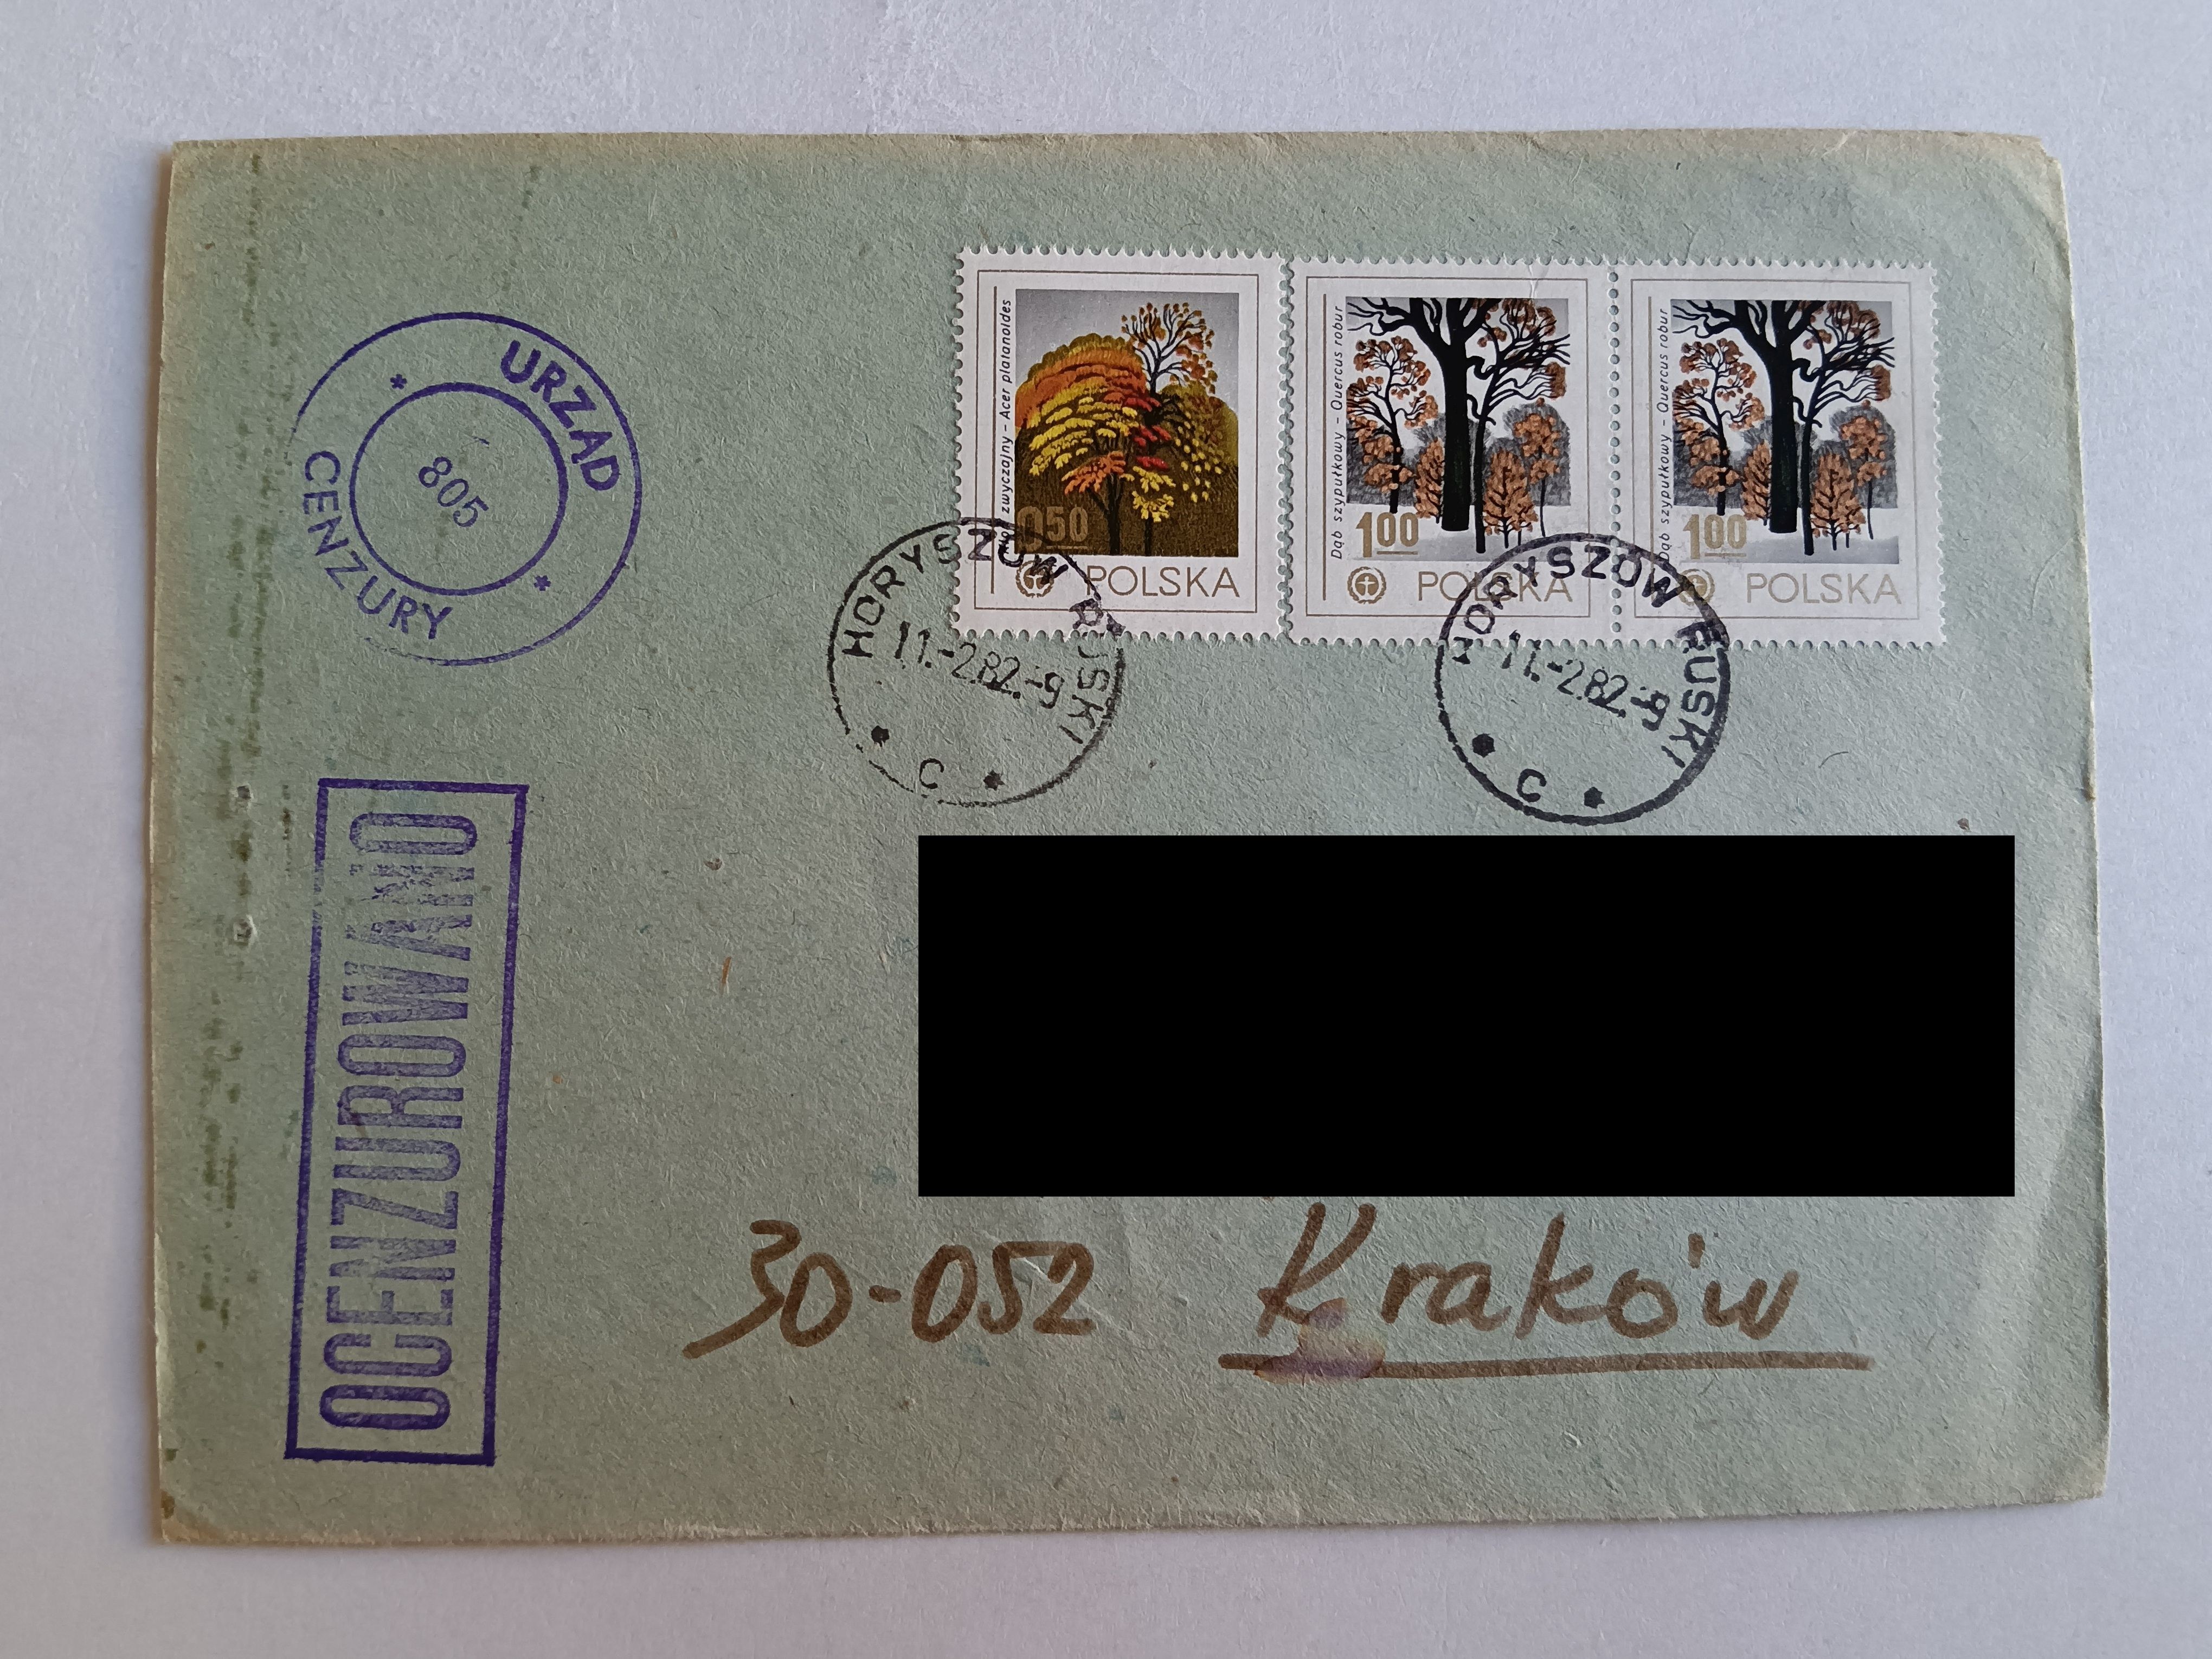 URZĄD
CENZURY
805
OCENZUROWANO
zwyczajny – Acer platanoides
0,50
POLSKA
Dąb szypułkowy – Quercus robur
1,00
POLSKA
Dąb szypułkowy – Quercus robur
1,00
POLSKA
HORYSZÓW RUSKI
11.-2.82.-9
C
HORYSZÓW RUSKI
11.-2.82.-9
C
30-052 Kraków